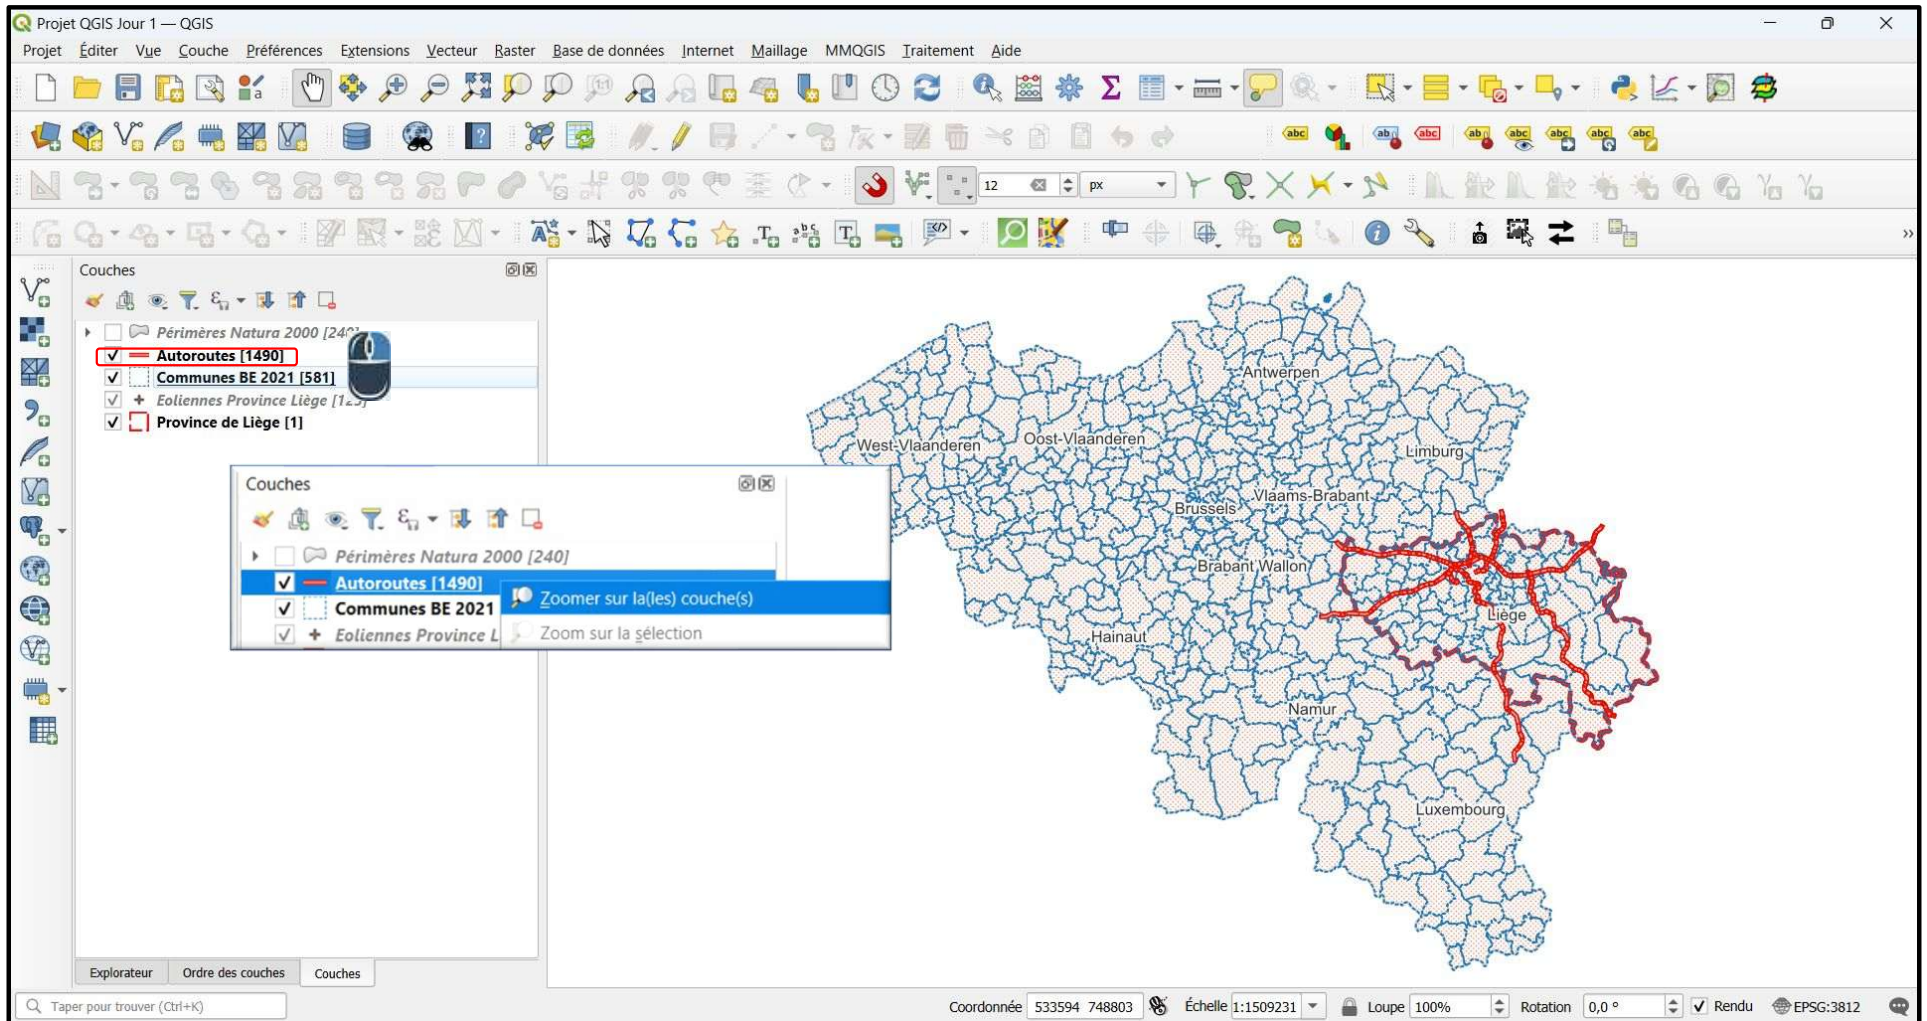 Projet QGIS Jour 1 — QGIS
Projet Éditer Vue Couche Préférences Extensions Vecteur Raster Base de données Internet Maillage MMQGIS Traitement Aide
12 px
Couches
Périmères Natura 2000 [240]
Autoroutes [1490]
Communes BE 2021 [581]
Eoliennes Province Liège [125]
Province de Liège [1]
Couches
Périmères Natura 2000 [240]
Autoroutes [1490]
Zoomer sur la(les) couche(s)
Communes BE 2021
Eoliennes Province L
Zoom sur la sélection
Antwerpen
West-Vlaanderen
Oost-Vlaanderen
Limburg
Vlaams-Brabant
Brussels
Brabant Wallon
Liège
Hainaut
Namur
Luxembourg
Explorateur Ordre des couches Couches
Taper pour trouver (Ctrl+K)
Coordonnée 533594 748803 Échelle 1:1509231 Loupe 100% Rotation 0,0 ° Rendu EPSG:3812